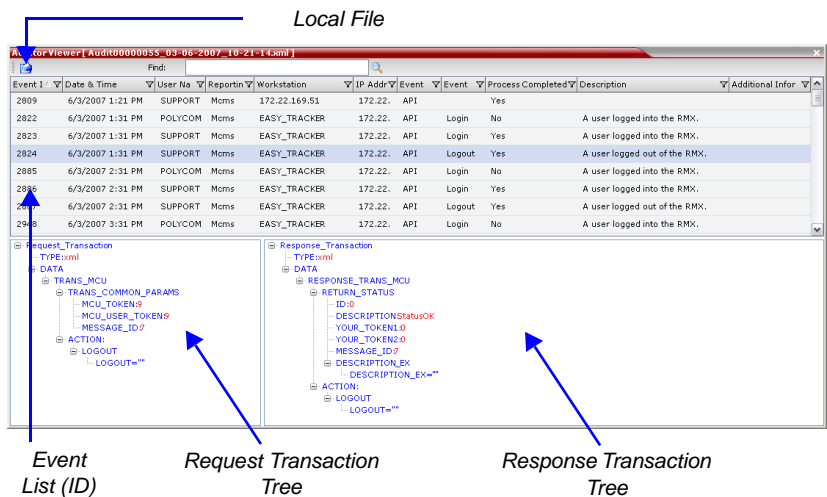 Local File
Auditor Viewer [ Audit00000055_03-06-2007_10-21-14.xml ]
Find:
Event I Date & Time User Na Reportin Workstation IP Addr Event Event Process Completed Description Additional Infor
2809 6/3/2007 1:21 PM SUPPORT Mcms 172.22.169.51 172.22. API Yes
2822 6/3/2007 1:31 PM POLYCOM Mcms EASY_TRACKER 172.22. API Login No A user logged into the RMX.
2823 6/3/2007 1:31 PM SUPPORT Mcms EASY_TRACKER 172.22. API Login Yes A user logged into the RMX.
2824 6/3/2007 1:31 PM SUPPORT Mcms EASY_TRACKER 172.22. API Logout Yes A user logged out of the RMX.
2885 6/3/2007 2:31 PM POLYCOM Mcms EASY_TRACKER 172.22. API Login No A user logged into the RMX.
2886 6/3/2007 2:31 PM SUPPORT Mcms EASY_TRACKER 172.22. API Login Yes A user logged into the RMX.
2887 6/3/2007 2:31 PM SUPPORT Mcms EASY_TRACKER 172.22. API Logout Yes A user logged out of the RMX.
2948 6/3/2007 3:31 PM POLYCOM Mcms EASY_TRACKER 172.22. API Login No A user logged into the RMX.
Request_Transaction
TYPE:xml
DATA
TRANS_MCU
TRANS_COMMON_PARAMS
MCU_TOKEN:9
MCU_USER_TOKEN:9
MESSAGE_ID:7
ACTION:
LOGOUT
LOGOUT=""
Response_Transaction
TYPE:xml
DATA
RESPONSE_TRANS_MCU
RETURN_STATUS
ID:0
DESCRIPTION:StatusOK
YOUR_TOKEN1:0
YOUR_TOKEN2:0
MESSAGE_ID:7
DESCRIPTION_EX
DESCRIPTION_EX=""
ACTION:
LOGOUT
LOGOUT=""
Event
List (ID)
Request Transaction
Tree
Response Transaction
Tree